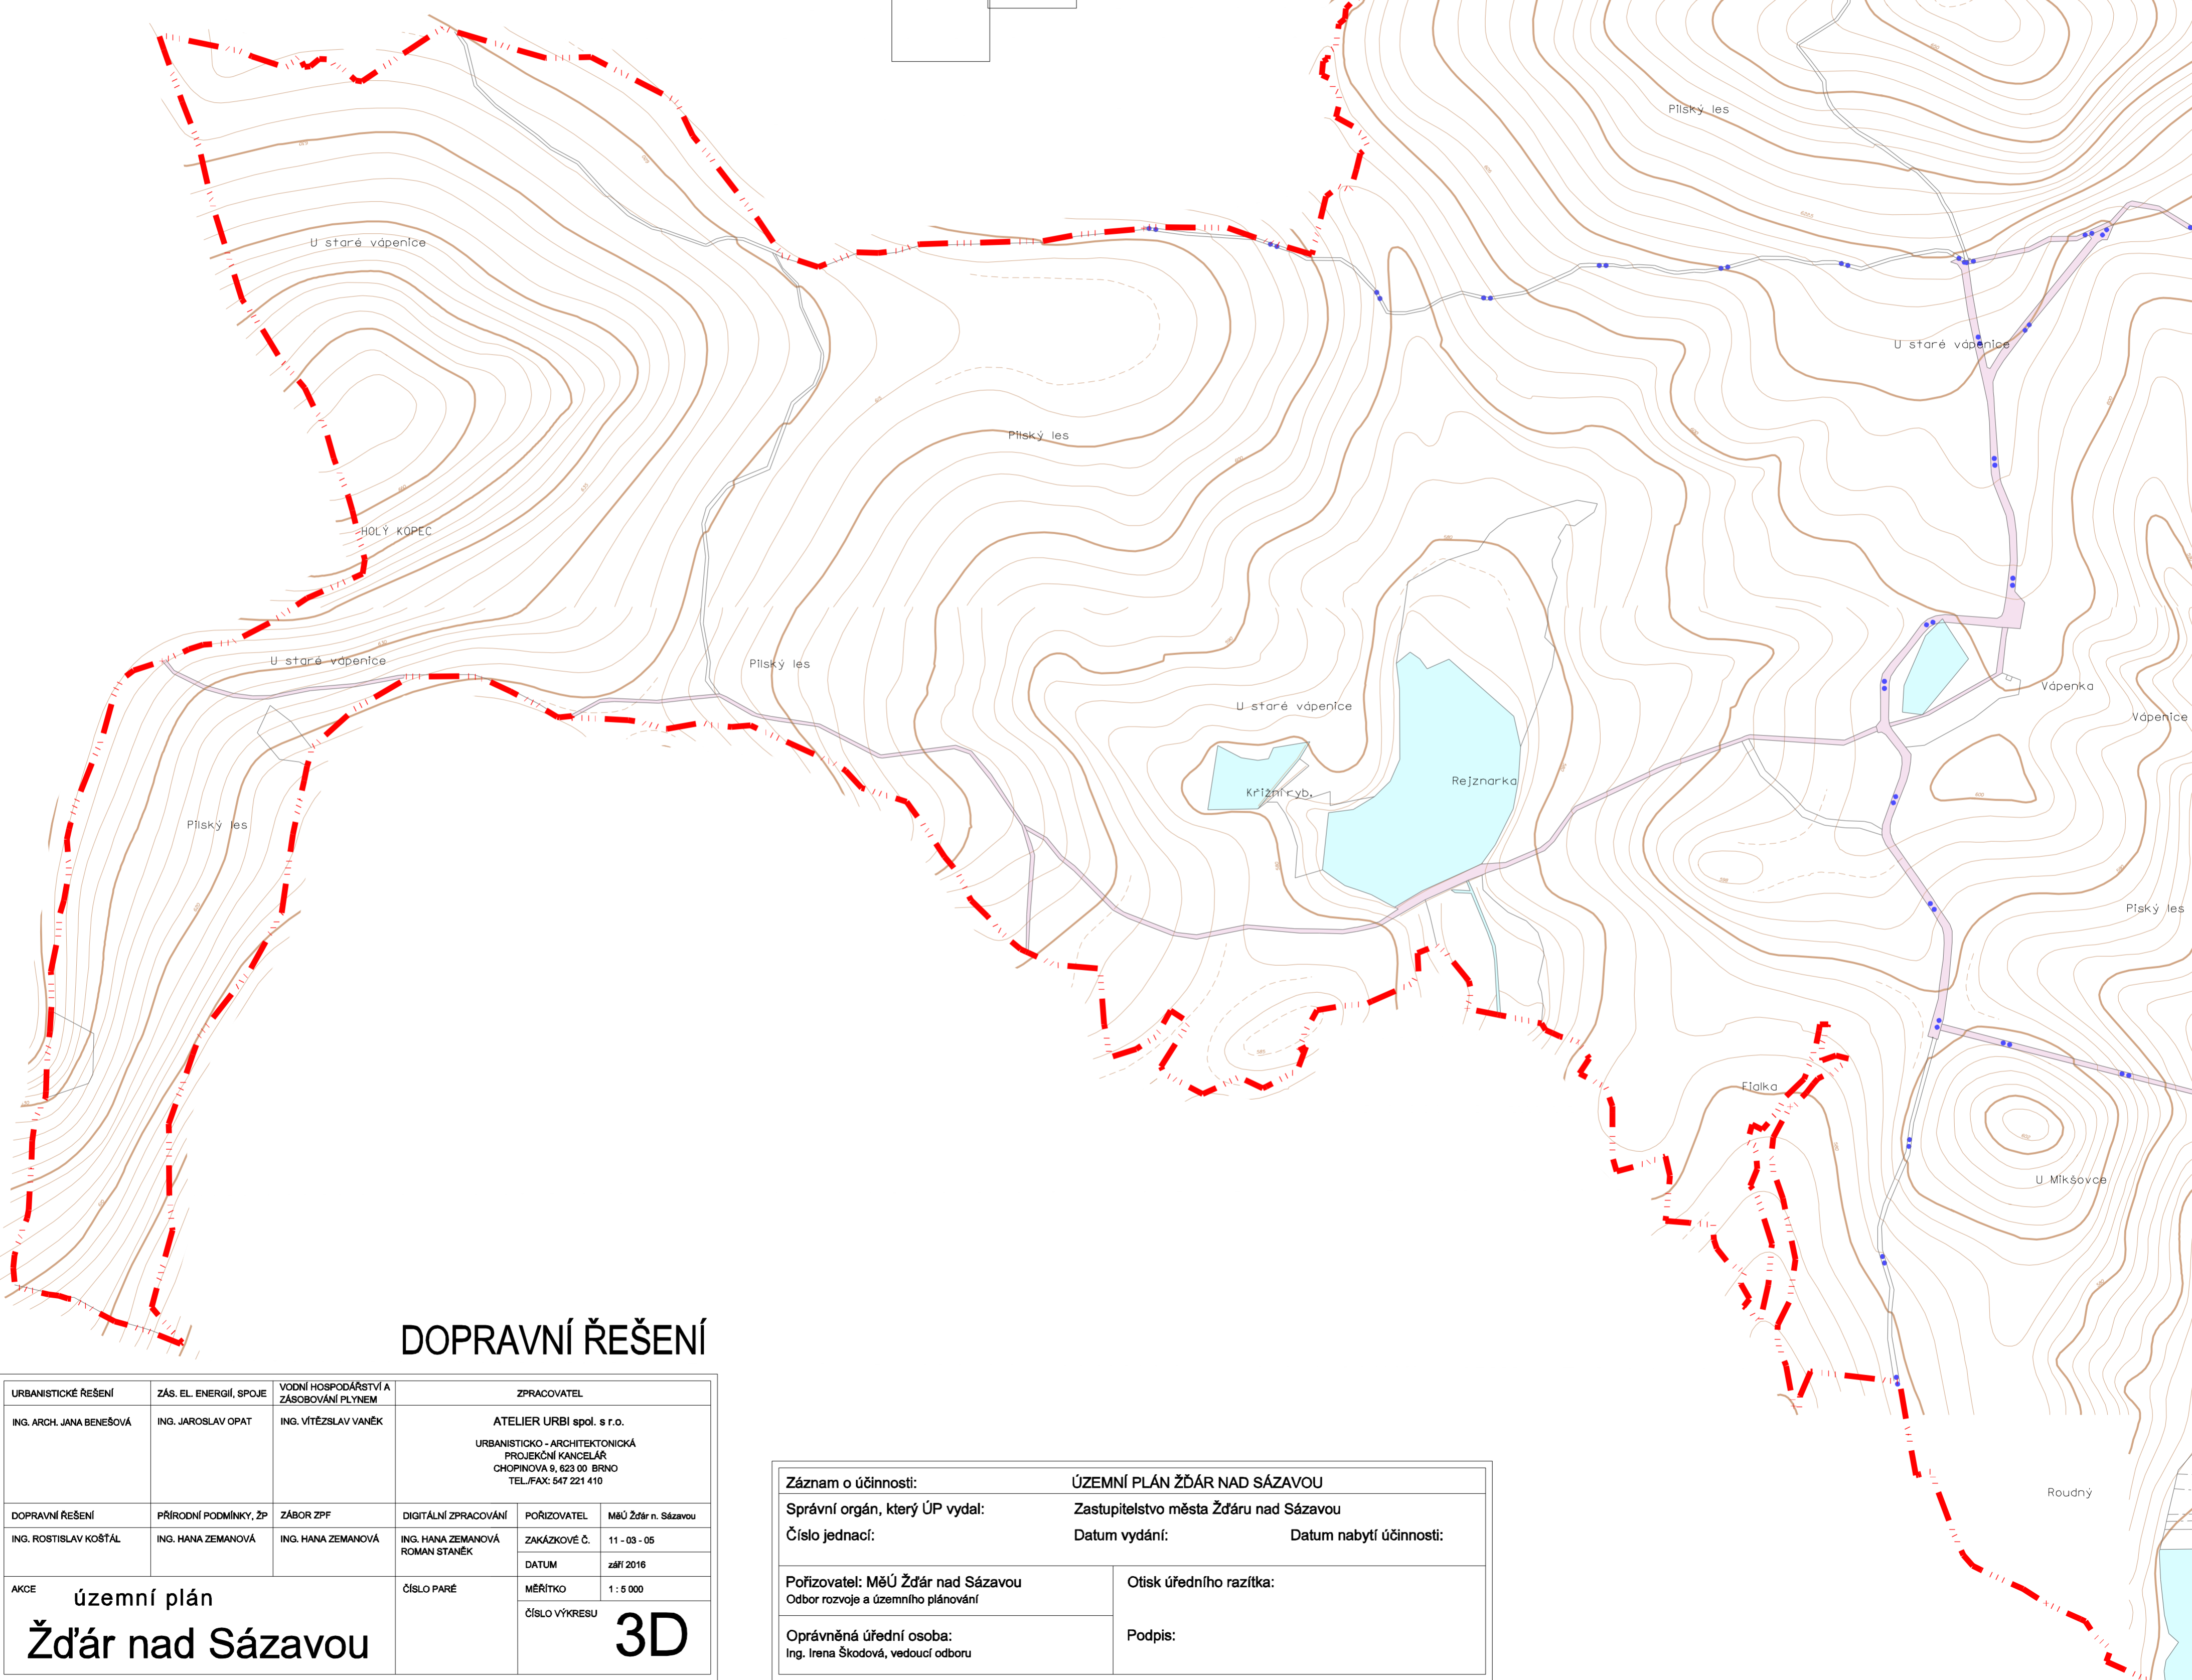 Pilský les
U staré vápenice
U staré vápenice
Pilský les
HOLÝ KOPEC
U staré vápenice
Pilský les
Vápenka
U staré vápenice
Vápenice
Rejznarka
Křižní ryb.
Pilský les
PIský les
Fialka
U Mikšovce
Roudný
DOPRAVNÍ ŘEŠENÍ
URBANISTICKÉ ŘEŠENÍ ZÁS. EL. ENERGIÍ, SPOJE VODNÍ HOSPODÁŘSTVÍ A ZÁSOBOVÁNÍ PLYNEM ZPRACOVATEL
ING. ARCH. JANA BENEŠOVÁ ING. JAROSLAV OPAT ING. VÍTĚZSLAV VANĚK ATELIER URBI spol. s r.o.
URBANISTICKO - ARCHITEKTONICKÁ
PROJEKČNÍ KANCELÁŘ
CHOPINOVA 9, 623 00 BRNO
TEL./FAX: 547 221 410
DOPRAVNÍ ŘEŠENÍ PŘÍRODNÍ PODMÍNKY, ŽP ZÁBOR ZPF DIGITÁLNÍ ZPRACOVÁNÍ POŘIZOVATEL MěÚ Žďár n. Sázavou
ING. ROSTISLAV KOŠŤÁL ING. HANA ZEMANOVÁ ING. HANA ZEMANOVÁ ING. HANA ZEMANOVÁ ZAKÁZKOVÉ Č. 11 - 03 - 05
ROMAN STANĚK
DATUM září 2016
AKCE územní plán ČÍSLO PARÉ MĚŘÍTKO 1 : 5 000
Žďár nad Sázavou ČÍSLO VÝKRESU 3D
Záznam o účinnosti: ÚZEMNÍ PLÁN ŽĎÁR NAD SÁZAVOU
Správní orgán, který ÚP vydal: Zastupitelstvo města Žďáru nad Sázavou
Číslo jednací: Datum vydání: Datum nabytí účinnosti:
Pořizovatel: MěÚ Žďár nad Sázavou Otisk úředního razítka:
Odbor rozvoje a územního plánování
Oprávněná úřední osoba: Podpis:
Ing. Irena Škodová, vedoucí odboru